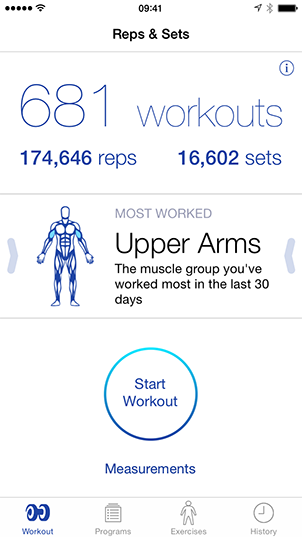 09:41
Reps & Sets
681 workouts
174,646 reps 16,602 sets
MOST WORKED
Upper Arms
The muscle group you've
worked most in the last 30
days
Start
Workout
Measurements
Workout Programs Exercises History